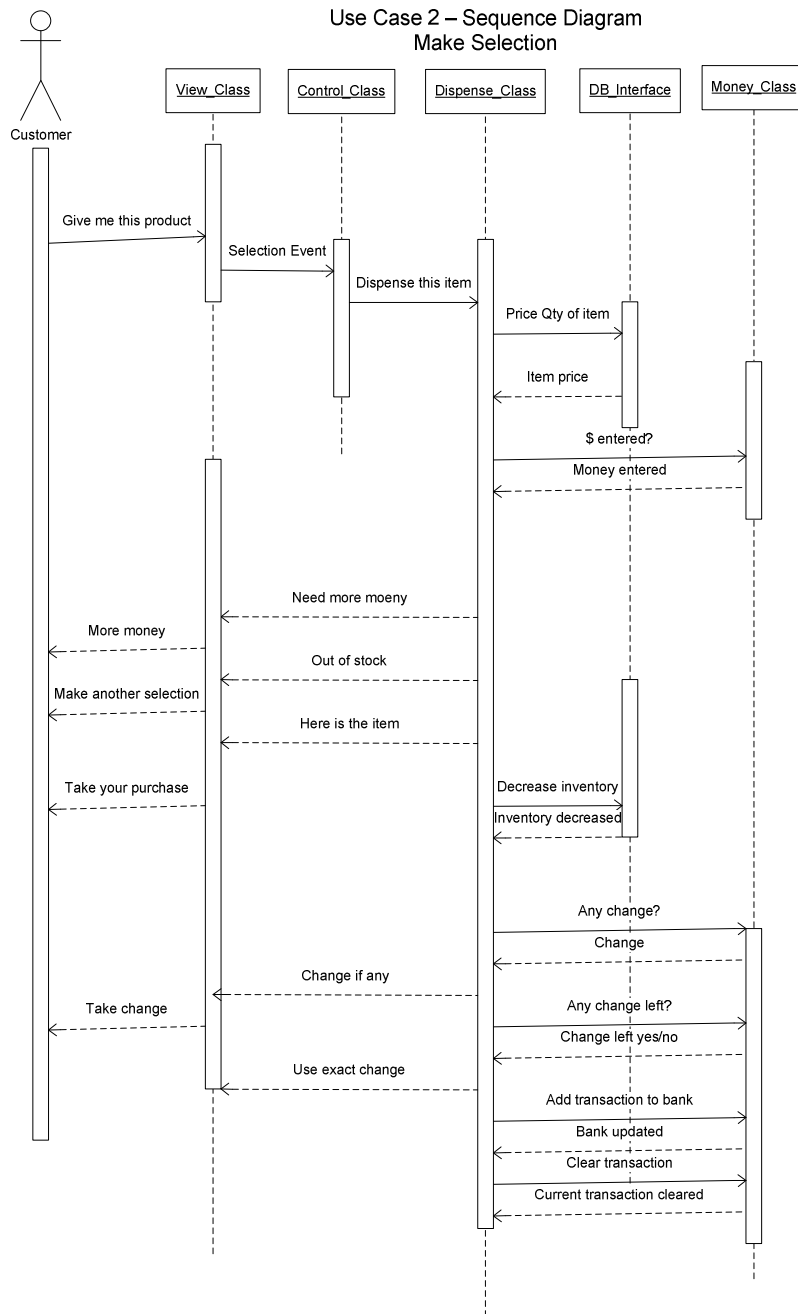 Use Case 2 – Sequence Diagram
Make Selection
Customer
View_Class
Control_Class
Dispense_Class
DB_Interface
Money_Class
Give me this product
Selection Event
Dispense this item
Price Qty of item
Item price
$ entered?
Money entered
Need more moeny
More money
Out of stock
Make another selection
Here is the item
Take your purchase
Decrease inventory
Inventory decreased
Any change?
Change
Change if any
Take change
Any change left?
Change left yes/no
Use exact change
Add transaction to bank
Bank updated
Clear transaction
Current transaction cleared